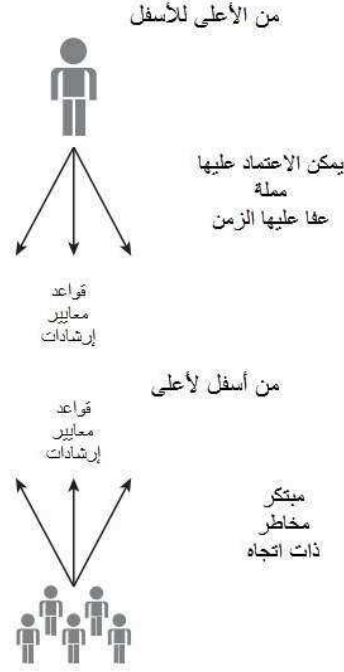 من الأعلى للأسفل
يمكن الاعتماد عليها
مملة
عفا عليها الزمن
قواعد
معايير
إرشادات
من أسفل لأعلى
قواعد
معايير
إرشادات
مبتكر
مخاطر
ذات اتجاه